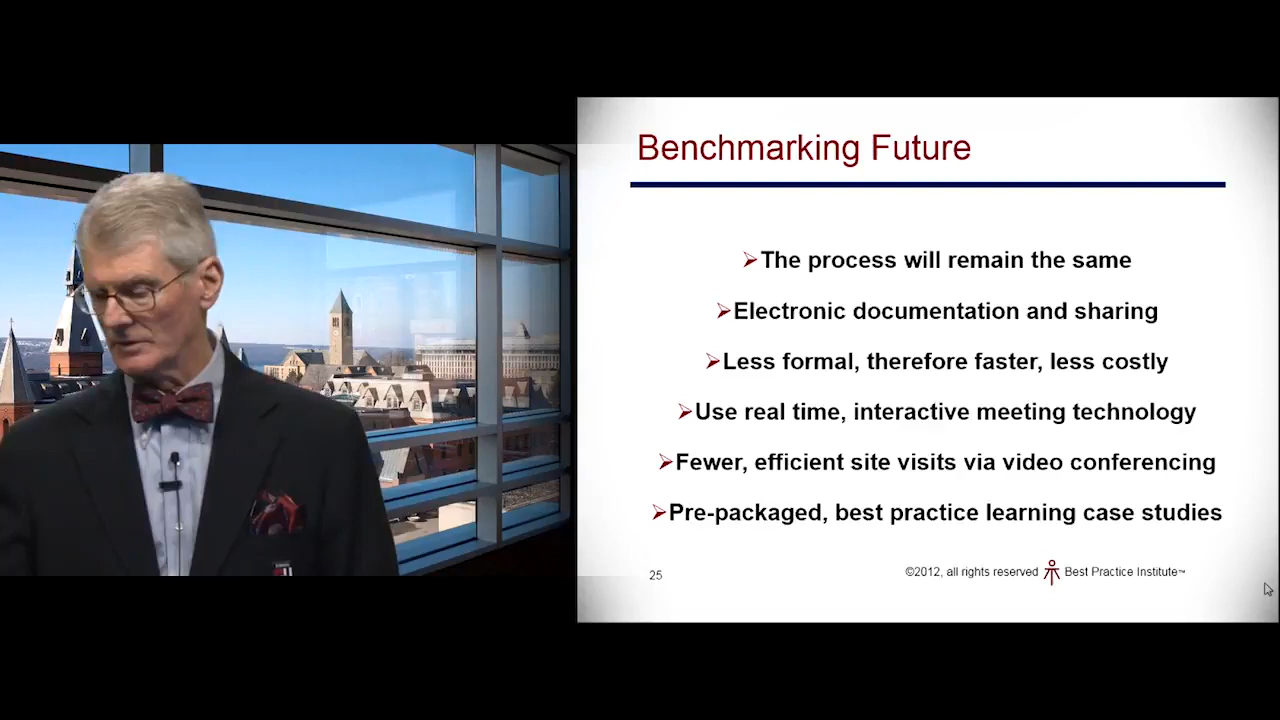 Benchmarking Future
➢The process will remain the same
➢Electronic documentation and sharing
➢Less formal, therefore faster, less costly
➢Use real time, interactive meeting technology
➢Fewer, efficient site visits via video conferencing
➢Pre-packaged, best practice learning case studies
25
©2012, all rights reserved Best Practice Institute™